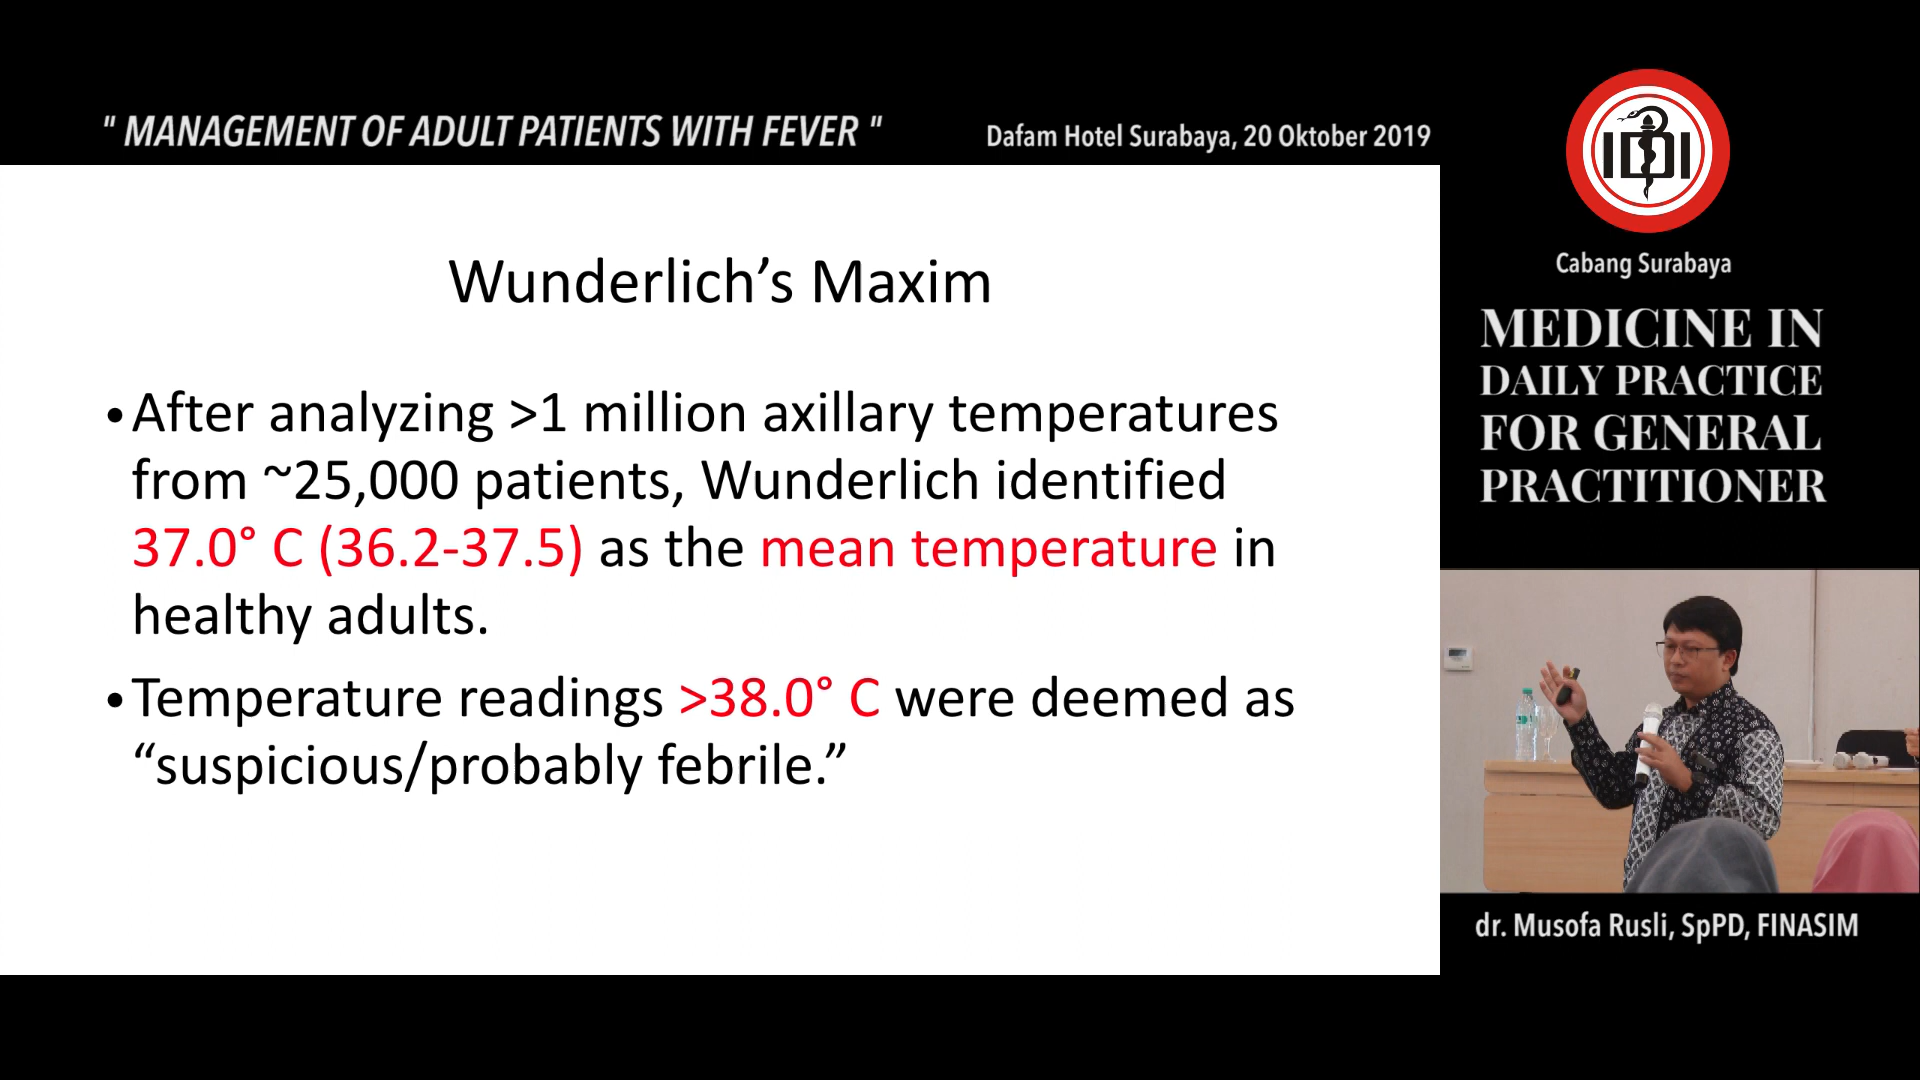 " MANAGEMENT OF ADULT PATIENTS WITH FEVER "
Dafam Hotel Surabaya, 20 Oktober 2019
Wunderlich’s Maxim
•After analyzing >1 million axillary temperatures
from ~25,000 patients, Wunderlich identified
37.0° C (36.2-37.5) as the mean temperature in
healthy adults.
•Temperature readings >38.0° C were deemed as
“suspicious/probably febrile.”
IDI
Cabang Surabaya
MEDICINE IN
DAILY PRACTICE
FOR GENERAL
PRACTITIONER
dr. Musofa Rusli, SpPD, FINASIM